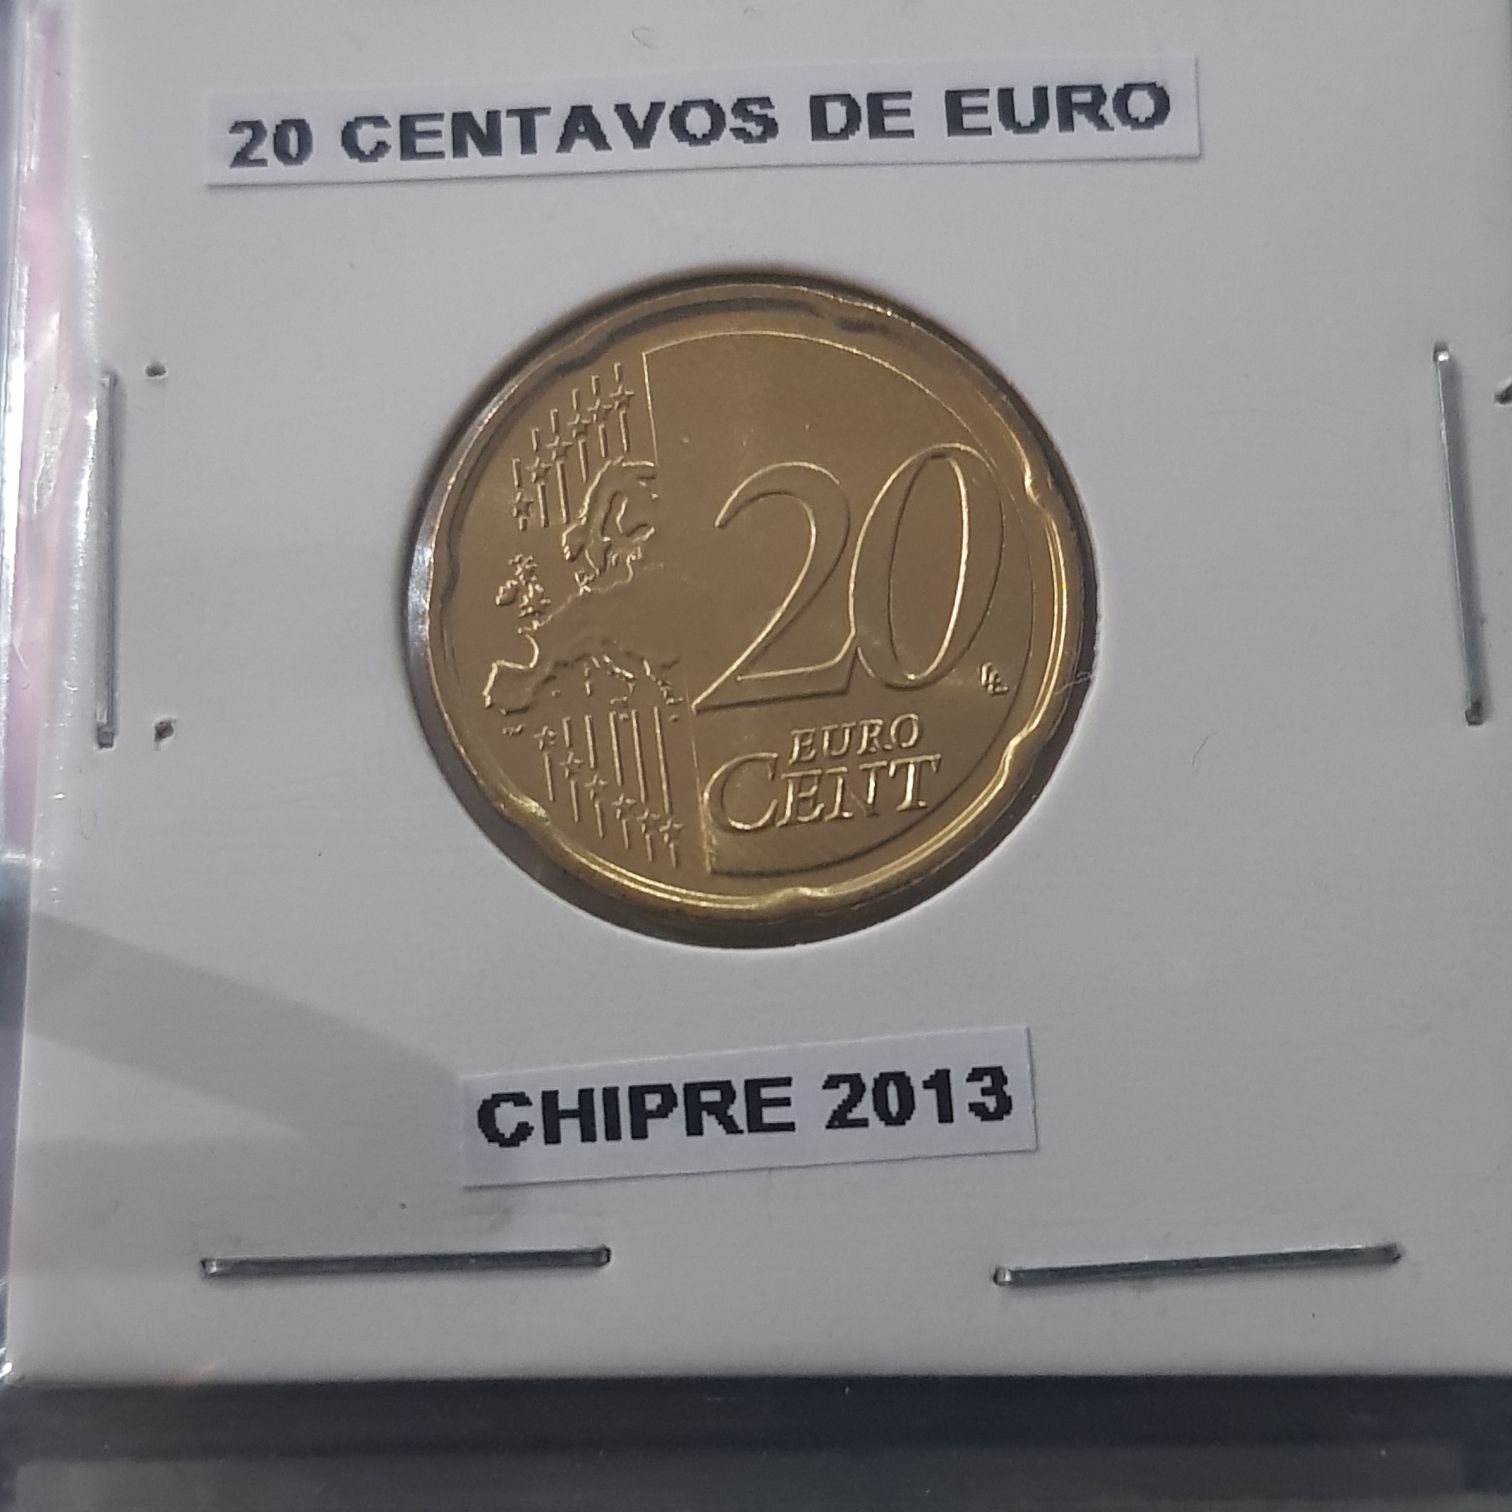 20 CENTAVOS DE EURO
20
EURO
CENT
CHIPRE 2013